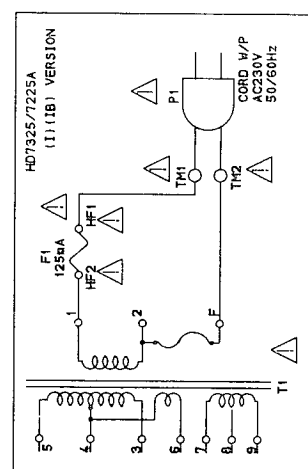 HD7325/7225A
(I)(IB) VERSION
P1
CORD W/P
AC230V
50/60Hz
TM1
TM2
F1
125mA
HF1
HF2
1
2
F
T1
5
4
3
6
7
8
9